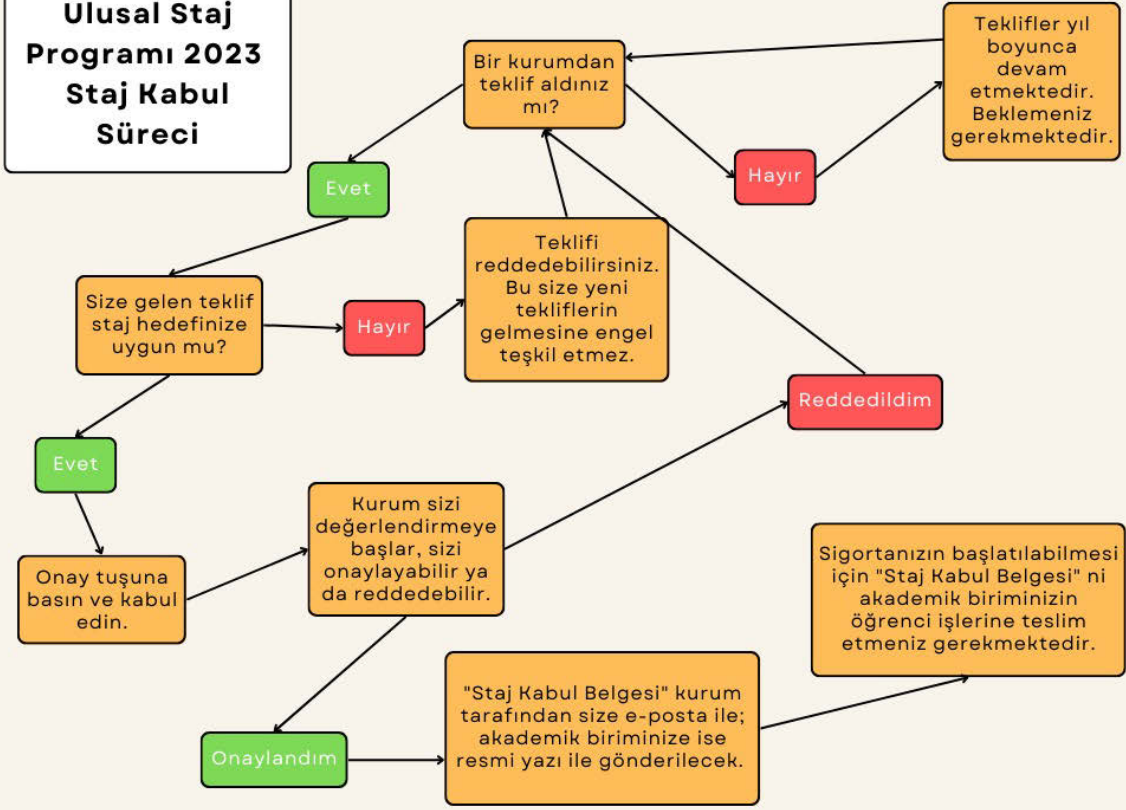 Ulusal Staj
Programı 2023
Staj Kabul
Süreci
Bir kurumdan
teklif aldınız
mı?
Teklifler yıl
boyunca
devam
etmektedir.
Beklemeniz
gerekmektedir.
Hayır
Evet
Size gelen teklif
staj hedefinize
uygun mu?
Hayır
Teklifi
reddedebilirsiniz.
Bu size yeni
tekliflerin
gelmesine engel
teşkil etmez.
Reddedildim
Evet
Onay tuşuna
basın ve kabul
edin.
Kurum sizi
değerlendirmeye
başlar, sizi
onaylayabilir ya
da reddedebilir.
Onaylandım
"Staj Kabul Belgesi" kurum
tarafından size e-posta ile;
akademik biriminize ise
resmi yazı ile gönderilecek.
Sigortanızın başlatılabilmesi
için "Staj Kabul Belgesi" ni
akademik biriminizin
öğrenci işlerine teslim
etmeniz gerekmektedir.